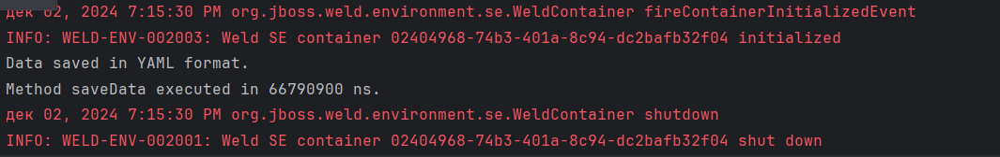 дек 02, 2024 7:15:30 PM org.jboss.weld.environment.se.WeldContainer fireContainerInitializedEvent
INFO: WELD-ENV-002003: Weld SE container 02404968-74b3-401a-8c94-dc2bafb32f04 initialized
Data saved in YAML format.
Method saveData executed in 66790900 ns.
дек 02, 2024 7:15:30 PM org.jboss.weld.environment.se.WeldContainer shutdown
INFO: WELD-ENV-002001: Weld SE container 02404968-74b3-401a-8c94-dc2bafb32f04 shut down